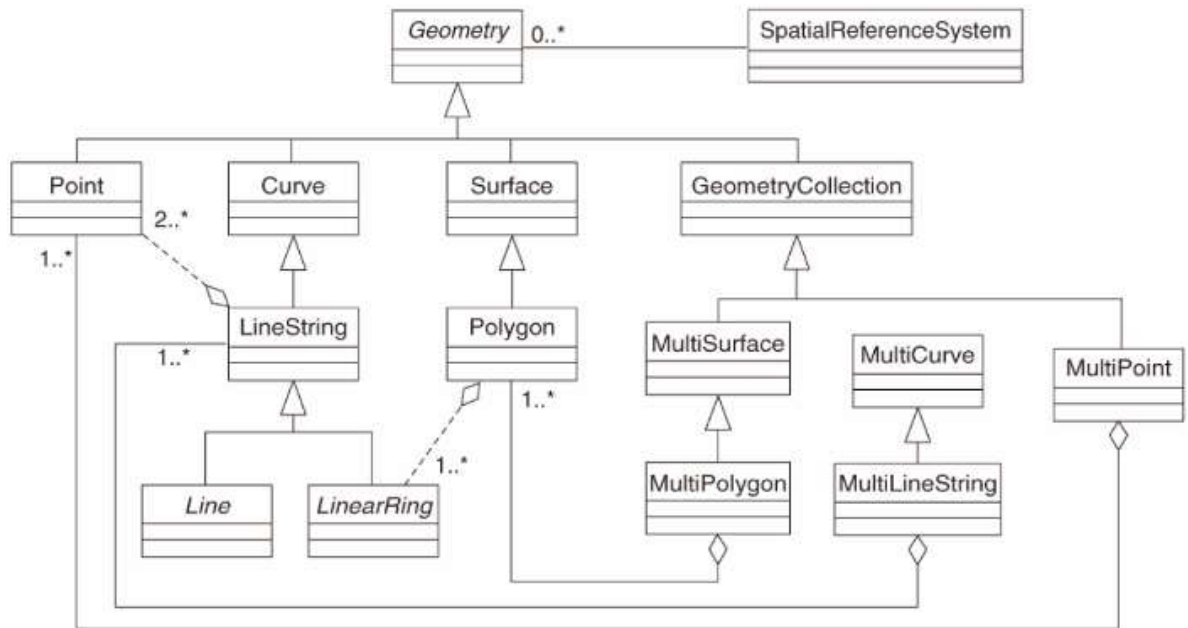 Geometry
0..*
SpatialReferenceSystem
Point
Curve
Surface
GeometryCollection
2..*
1..*
LineString
Polygon
MultiSurface
MultiCurve
MultiPoint
1..*
1..*
1..*
Line
LinearRing
MultiPolygon
MultiLineString